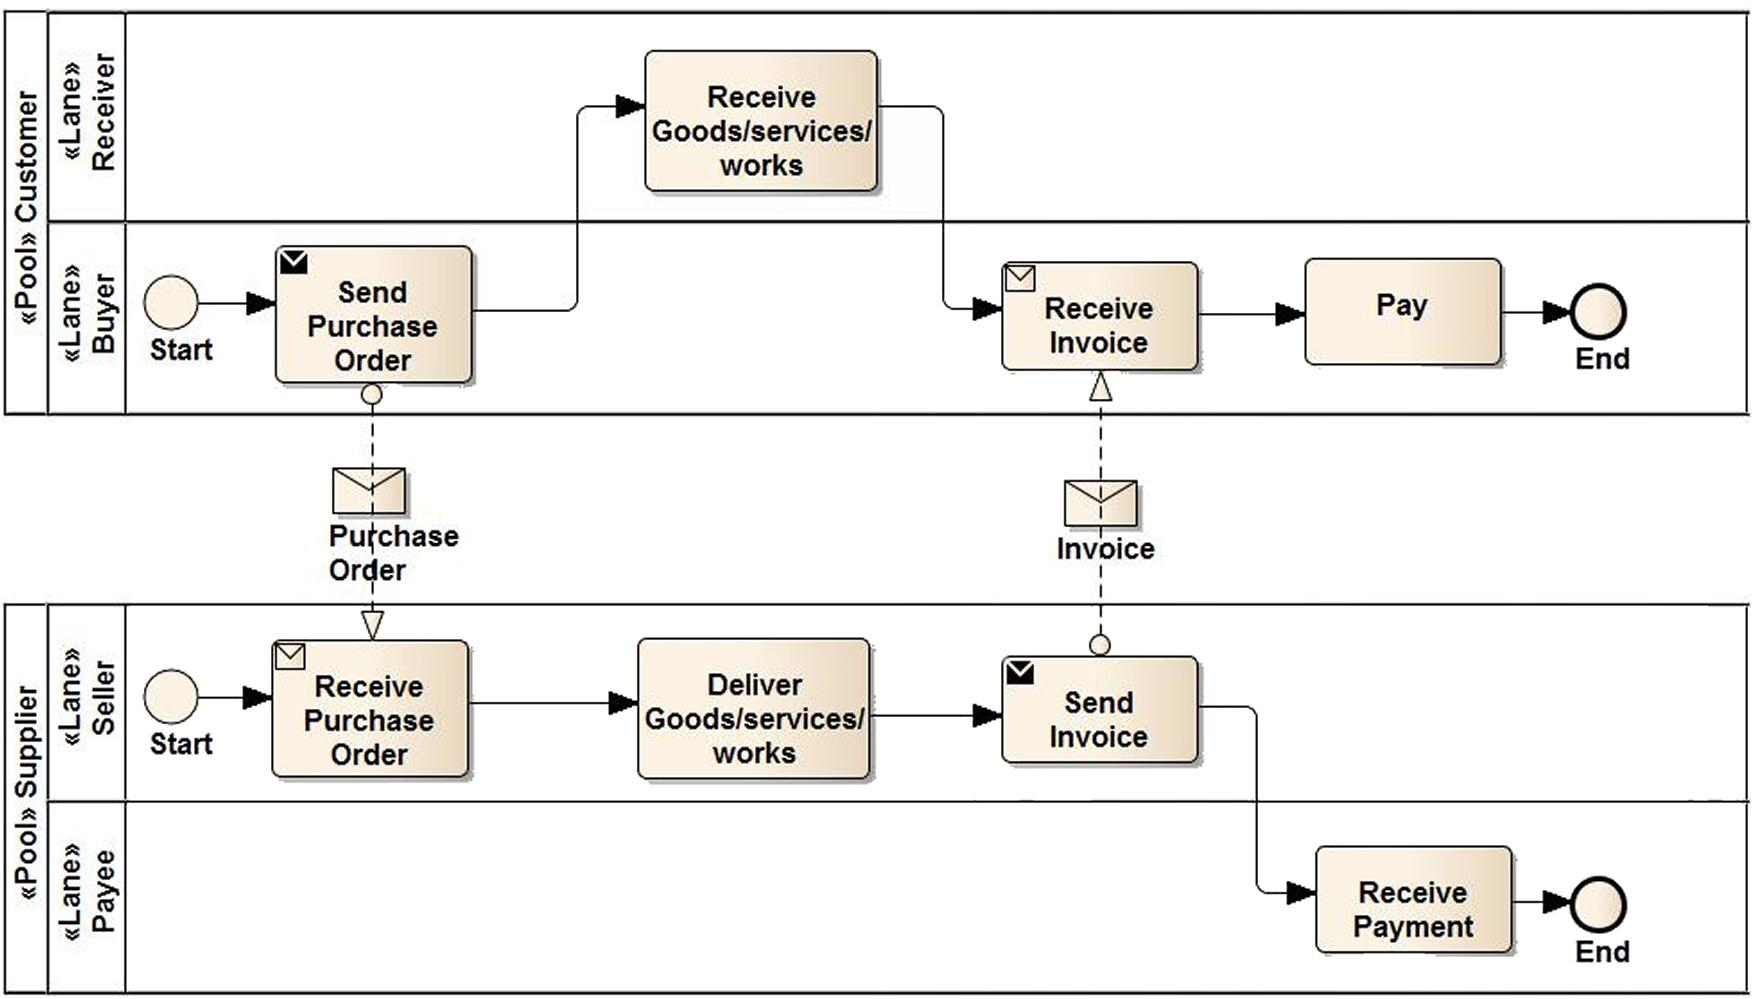 «Pool» Customer
«Lane»
Receiver
Receive
Goods/services/
works
«Lane»
Buyer
Start
Send
Purchase
Order
Receive
Invoice
Pay
End
Purchase
Order
Invoice
«Pool» Supplier
«Lane»
Seller
Start
Receive
Purchase
Order
Deliver
Goods/services/
works
Send
Invoice
«Lane»
Payee
Receive
Payment
End